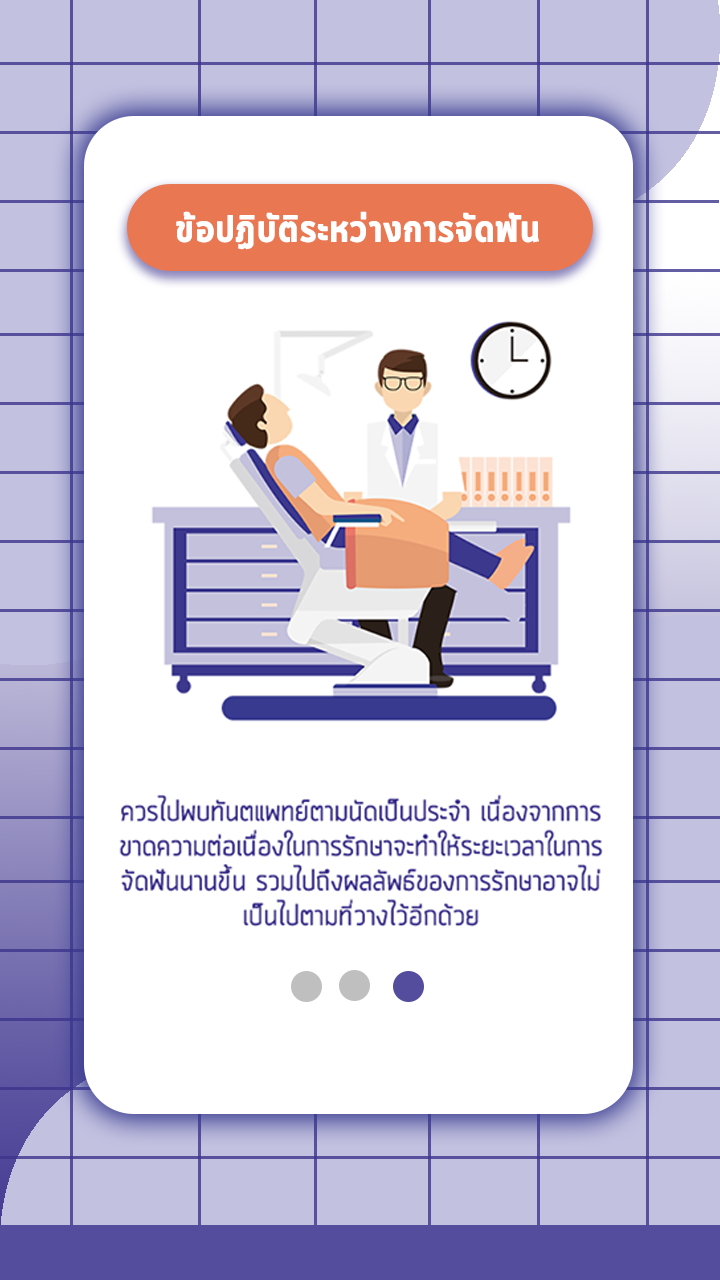 ข้อปฏิบัติระหว่างการจัดฟัน
ควรไปพบทันตแพทย์ตามนัดเป็นประจำ เนื่องจากการ
ขาดความต่อเนื่องในการรักษาจะทำให้ระยะเวลาในการ
จัดฟันนานขึ้น รวมไปถึงผลลัพธ์ของการรักษาอาจไม่
เป็นไปตามที่วางไว้อีกด้วย